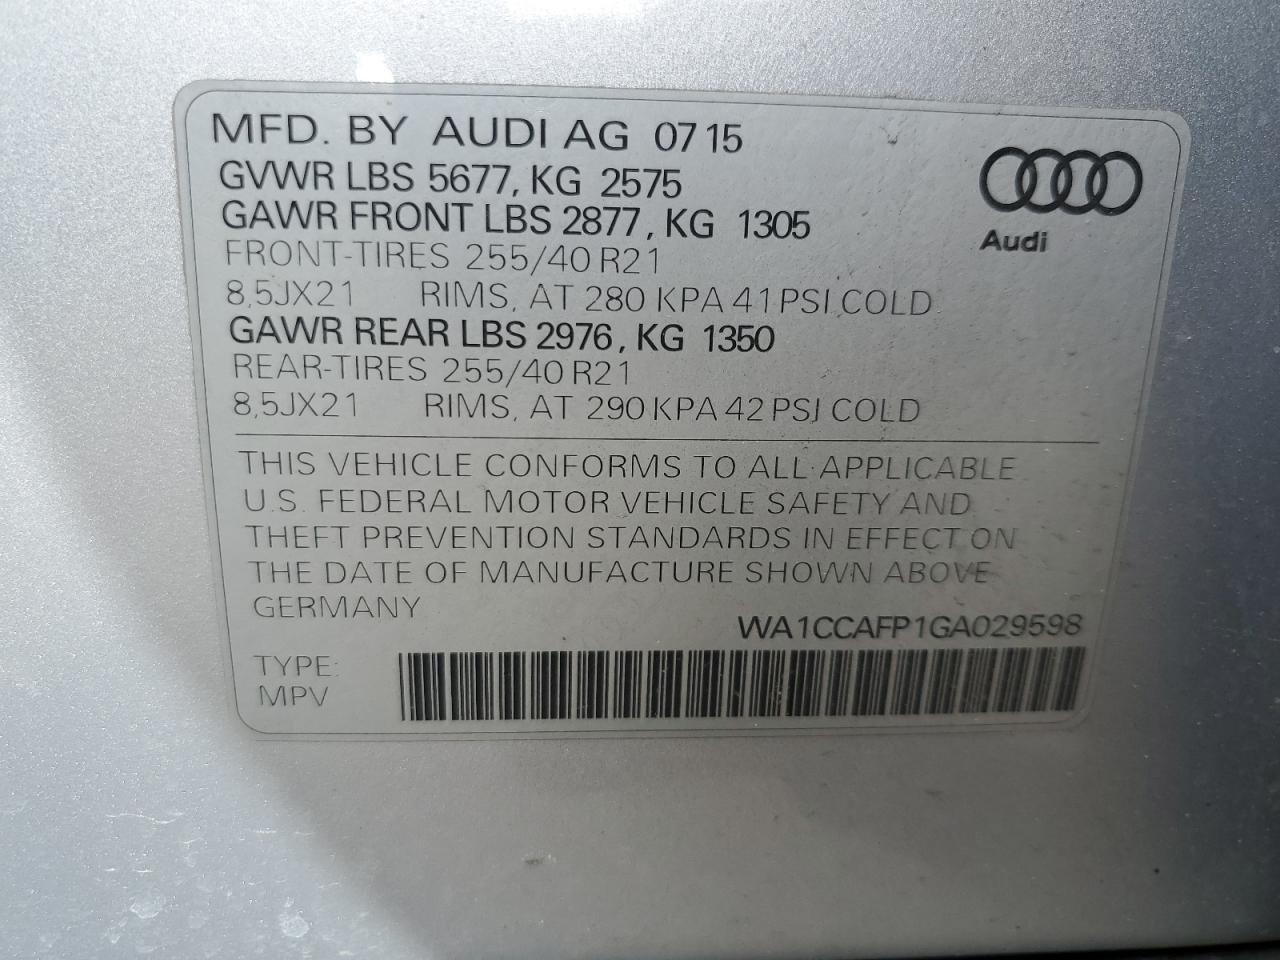 MFD. BY AUDI AG 07 15
GVWR LBS 5677, KG 2575
GAWR FRONT LBS 2877, KG 1305
FRONT-TIRES 255/40 R21
8,5JX21 RIMS, AT 280 KPA 41 PSI COLD
GAWR REAR LBS 2976, KG 1350
REAR-TIRES 255/40 R21
8,5JX21 RIMS, AT 290 KPA 42 PSI COLD
Audi
THIS VEHICLE CONFORMS TO ALL APPLICABLE
U.S. FEDERAL MOTOR VEHICLE SAFETY AND
THEFT PREVENTION STANDARDS IN EFFECT ON
THE DATE OF MANUFACTURE SHOWN ABOVE
GERMANY
WA1CCAFP1GA029598
TYPE:
MPV